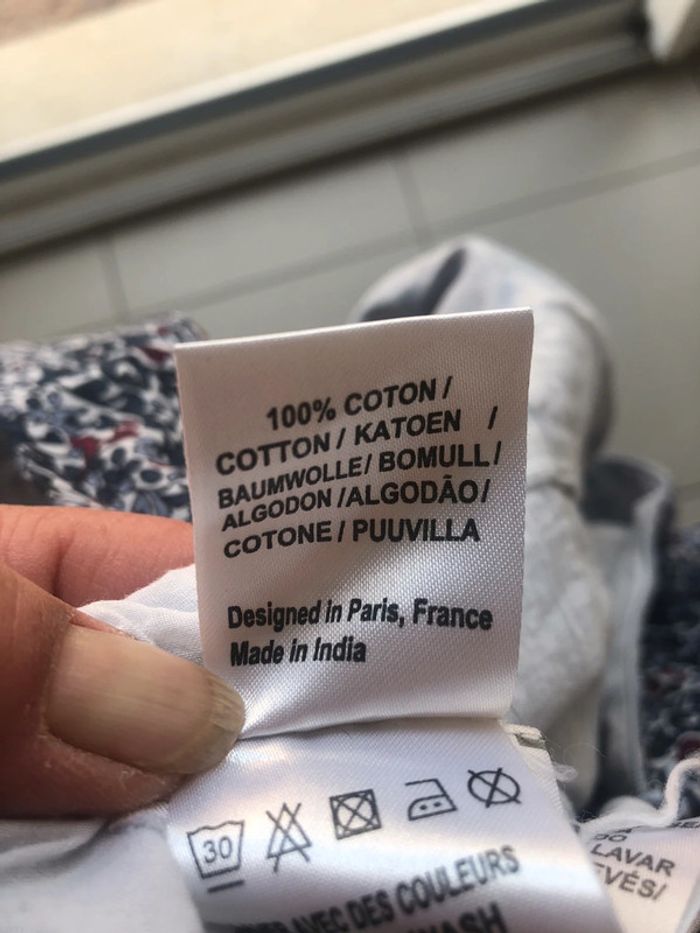 100% COTON /
COTTON / KATOEN /
BAUMWOLLE / BOMULL /
ALGODON / ALGODÃO /
COTONE / PUUVILLA
Designed in Paris, France
Made in India
30
AVEC DES COULEURS
LAVAR